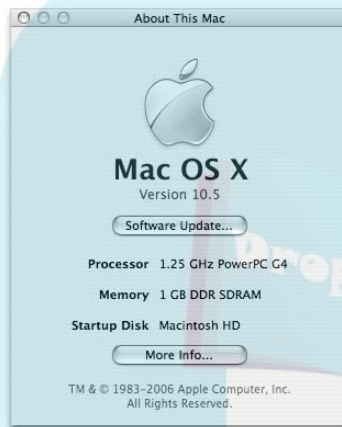 About This Mac
Mac OS X
Version 10.5
Software Update...
Processor 1.25 GHz PowerPC G4
Memory 1 GB DDR SDRAM
Startup Disk Macintosh HD
More Info...
TM & © 1983-2006 Apple Computer, Inc.
All Rights Reserved.
Drop